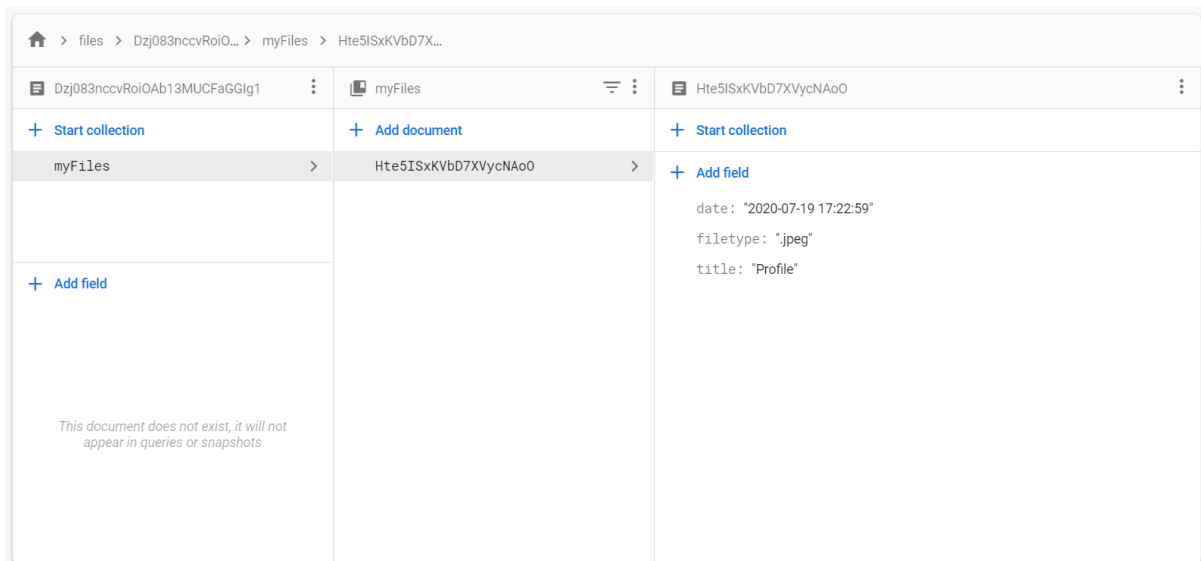 files > Dzj083nccvRoiO... > myFiles > Hte5ISxKVbD7X...
Dzj083nccvRoiOAb13MUCFaGGIg1
Start collection
myFiles
Add field
This document does not exist, it will not
appear in queries or snapshots
myFiles
Add document
Hte5ISxKVbD7XVycNAoO
Hte5ISxKVbD7XVycNAoO
Start collection
Add field
date: "2020-07-19 17:22:59"
filetype: ".jpeg"
title: "Profile"